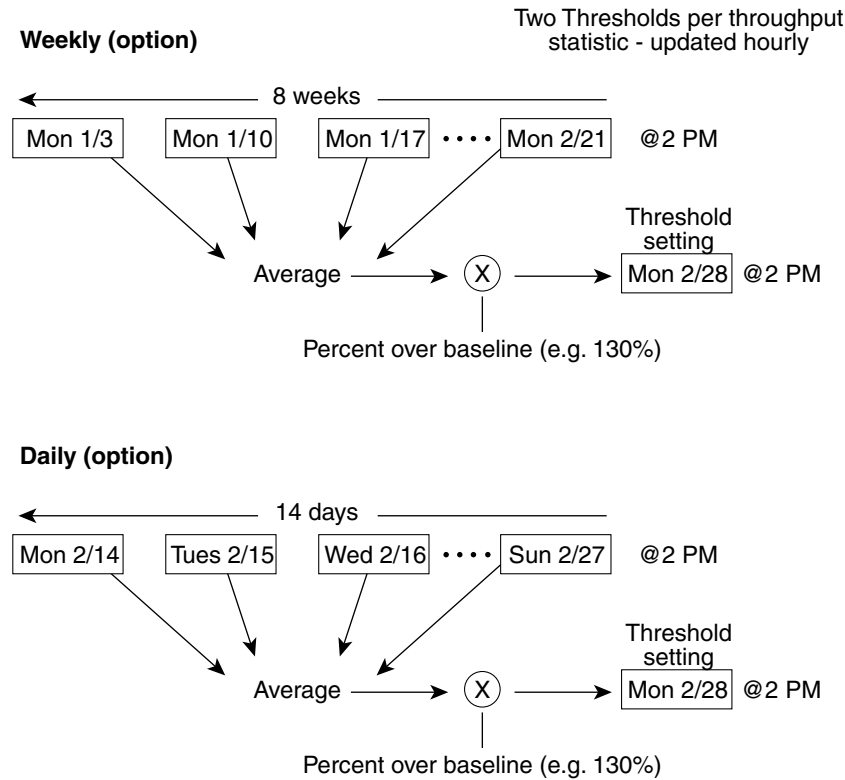 Weekly (option)
Two Thresholds per throughput
statistic - updated hourly
8 weeks
Mon 1/3 Mon 1/10 Mon 1/17 •••• Mon 2/21 @2 PM
Threshold
setting
Average X Mon 2/28 @2 PM
Percent over baseline (e.g. 130%)
Daily (option)
14 days
Mon 2/14 Tues 2/15 Wed 2/16 •••• Sun 2/27 @2 PM
Threshold
setting
Average X Mon 2/28 @2 PM
Percent over baseline (e.g. 130%)